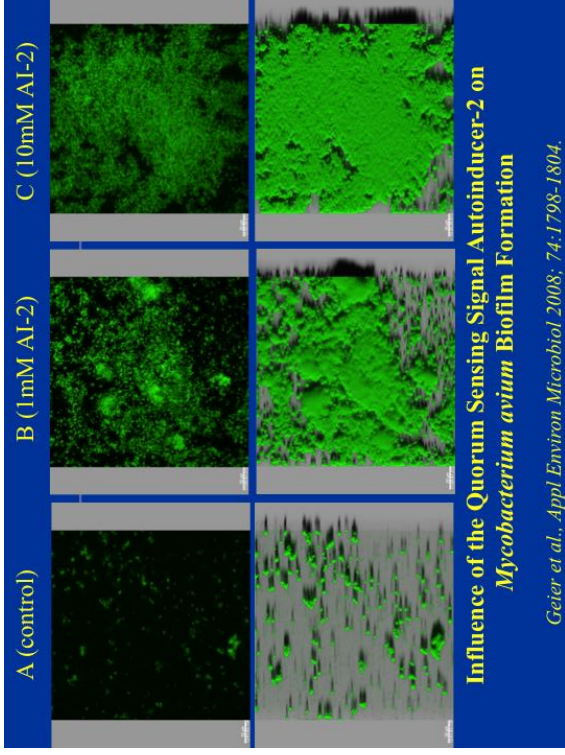 A (control)
B (1mM AI-2)
C (10mM AI-2)
Influence of the Quorum Sensing Signal Autoinducer-2 on
Mycobacterium avium Biofilm Formation
Geier et al., Appl Environ Microbiol 2008; 74:1798-1804.